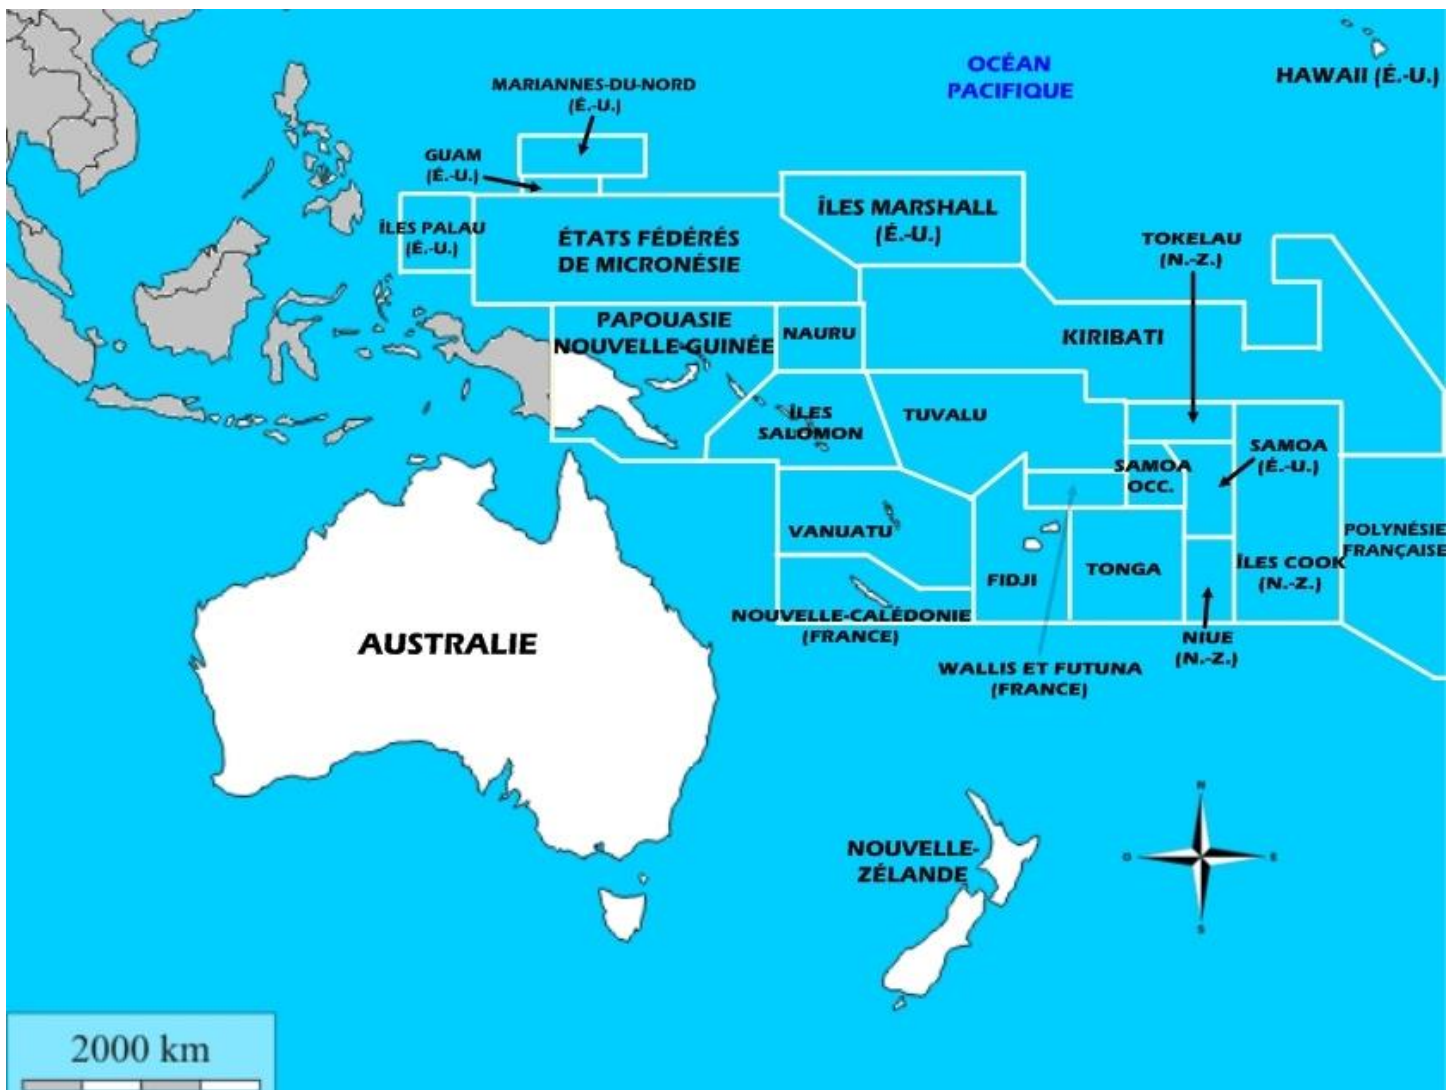 OCÉAN
PACIFIQUE
HAWAII (É.-U.)
MARIANNES-DU-NORD
(É.-U.)
GUAM
(É.-U.)
ÎLES PALAU
(É.-U.)
ÉTATS FÉDÉRÉS
DE MICRONÉSIE
ÎLES MARSHALL
(É.-U.)
TOKELAU
(N.-Z.)
PAPOUASIE
NOUVELLE-GUINÉE
NAURU
KIRIBATI
ÎLES
SALOMON
TUVALU
SAMOA
OCC.
SAMOA
(É.-U.)
VANUATU
FIDJI
TONGA
ÎLES COOK
(N.-Z.)
POLYNÉSIE
FRANÇAISE
NOUVELLE-CALÉDONIE
(FRANCE)
WALLIS ET FUTUNA
(FRANCE)
NIUE
(N.-Z.)
AUSTRALIE
NOUVELLE-
ZÉLANDE
N
O
E
S
2000 km